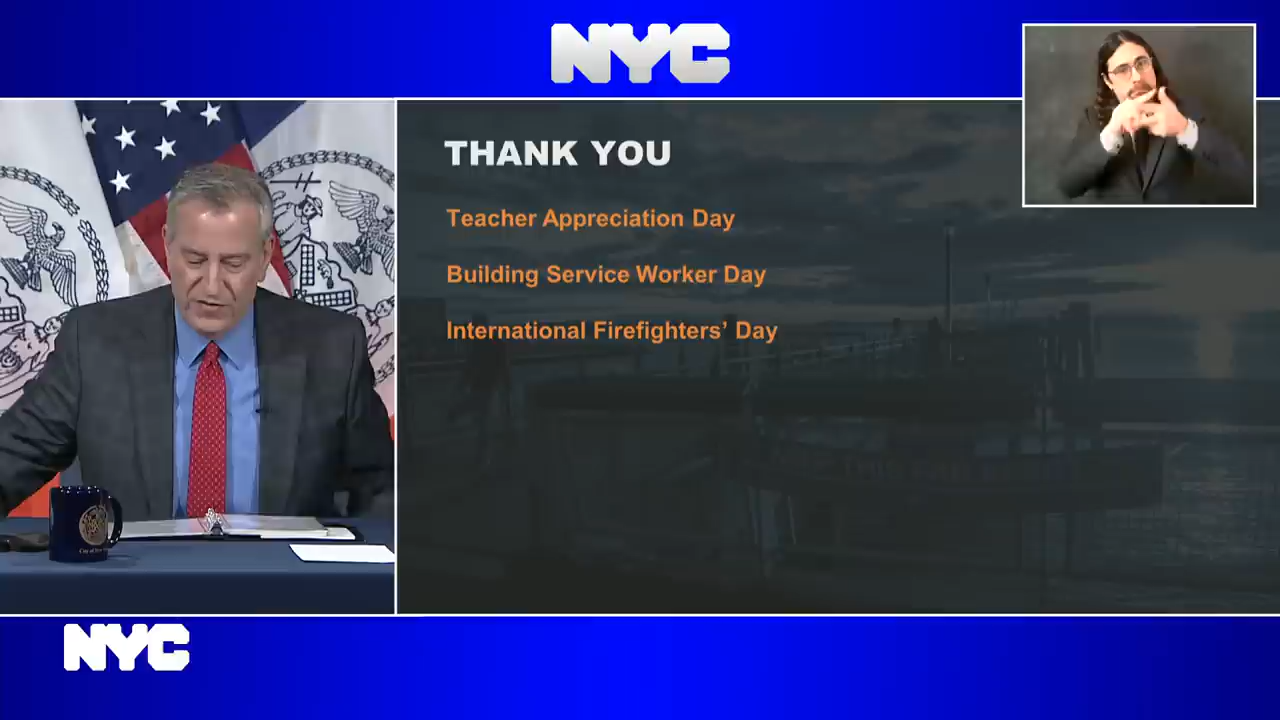 NYC
THANK YOU
Teacher Appreciation Day
Building Service Worker Day
International Firefighters’ Day
NYC